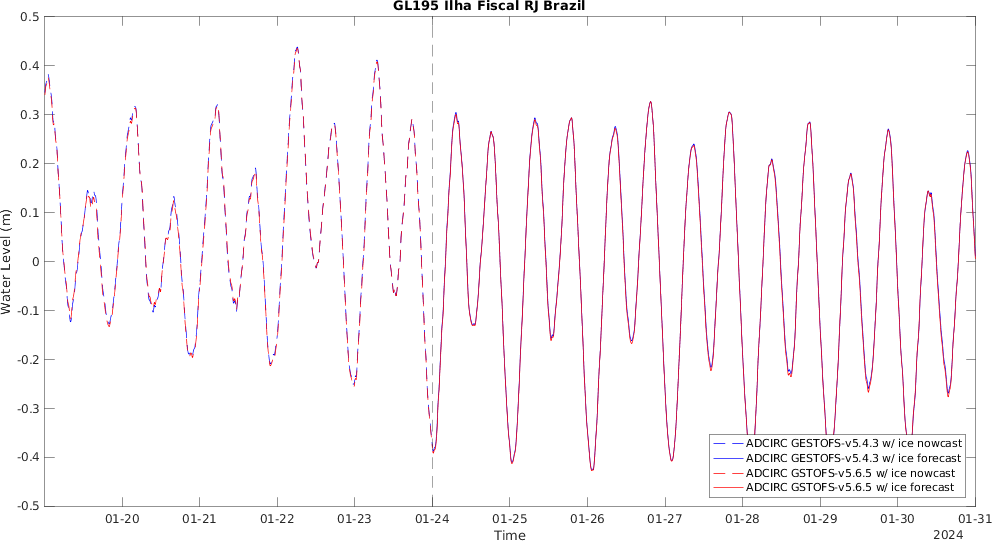 GL195 Ilha Fiscal RJ Brazil
0.5
0.4
0.3
0.2
0.1
0
-0.1
-0.2
-0.3
-0.4
-0.5
Water Level (m)
ADCIRC GESTOFS-v5.4.3 w/ ice nowcast
ADCIRC GESTOFS-v5.4.3 w/ ice forecast
ADCIRC GSTOFS-v5.6.5 w/ ice nowcast
ADCIRC GSTOFS-v5.6.5 w/ ice forecast
01-20 01-21 01-22 01-23 01-24 01-25 01-26 01-27 01-28 01-29 01-30 01-31
Time
2024